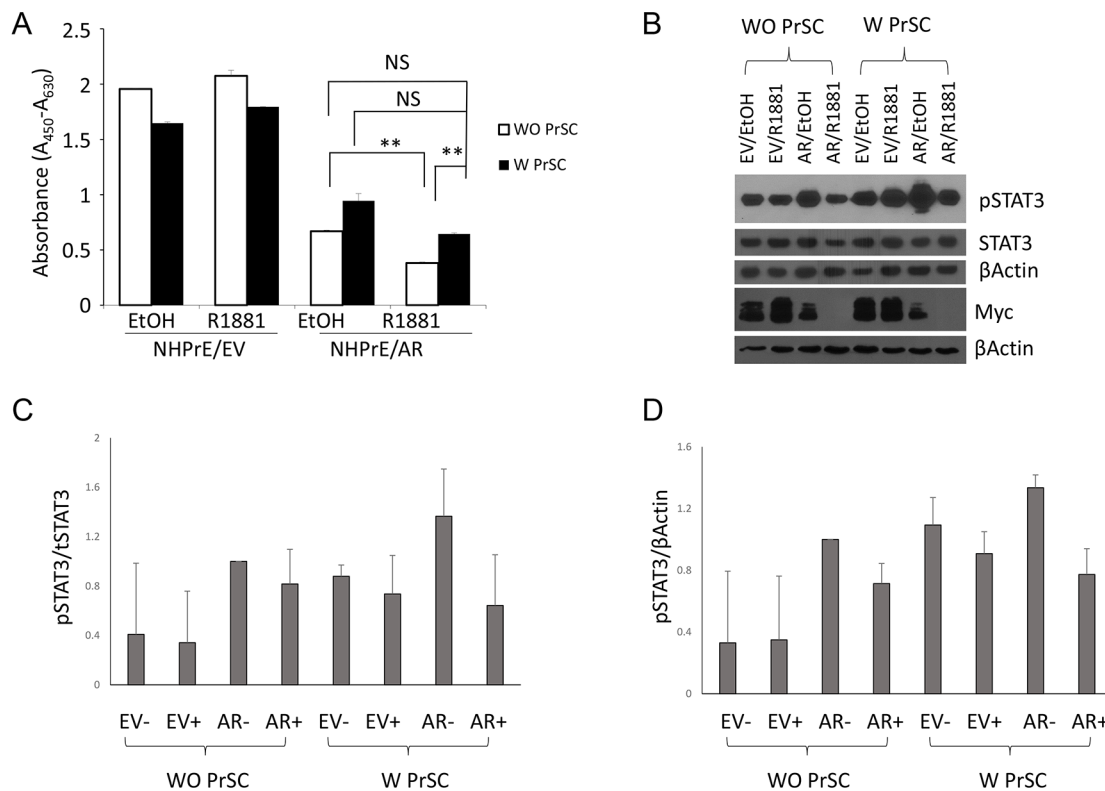 A
2.5
2
1.5
1
0.5
0
Absorbance (A450-A630)
NS
NS
**
**
WO PrSC
W PrSC
EtOH R1881 EtOH R1881
NHPrE/EV NHPrE/AR
B
WO PrSC W PrSC
EV/EtOH
EV/R1881
AR/EtOH
AR/R1881
EV/EtOH
EV/R1881
AR/EtOH
AR/R1881
pSTAT3
STAT3
βActin
Myc
βActin
C
2
1.6
1.2
0.8
0.4
0
pSTAT3/tSTAT3
EV- EV+ AR- AR+ EV- EV+ AR- AR+
WO PrSC W PrSC
D
1.6
1.2
0.8
0.4
0
pSTAT3/βActin
EV- EV+ AR- AR+ EV- EV+ AR- AR+
WO PrSC W PrSC